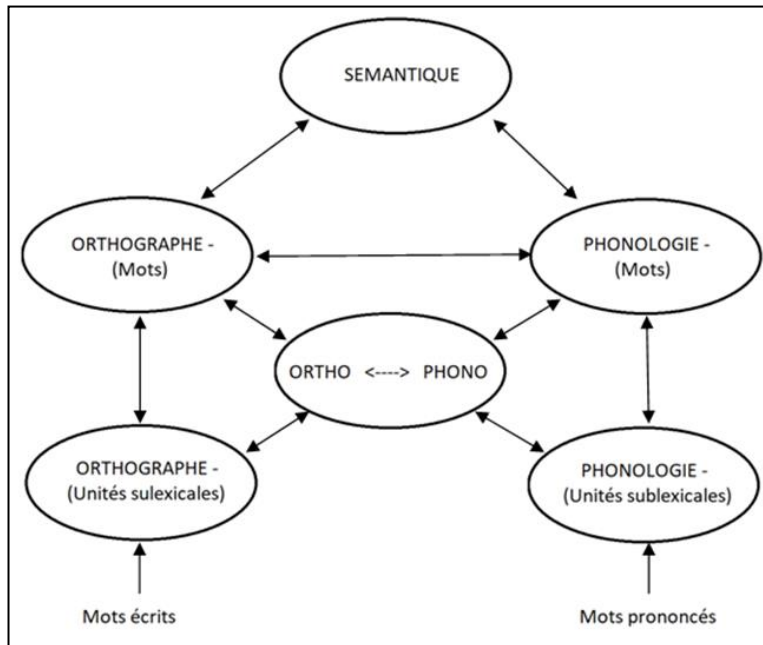 SEMANTIQUE
ORTHOGRAPHE -
(Mots)
PHONOLOGIE -
(Mots)
ORTHO <----> PHONO
ORTHOGRAPHE -
(Unités sulexicales)
PHONOLOGIE -
(Unités sublexicales)
Mots écrits
Mots prononcés